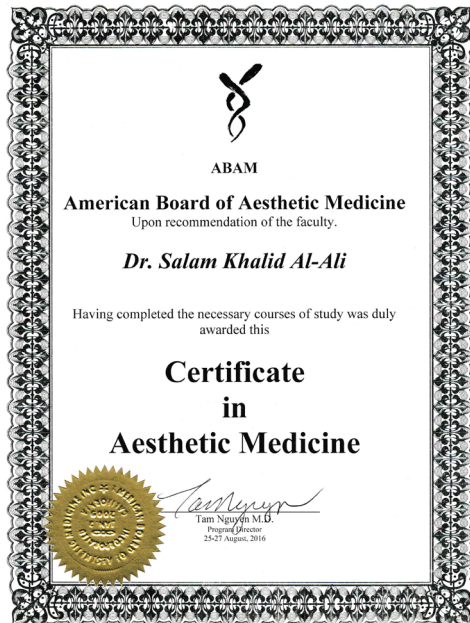 ABAM
American Board of Aesthetic Medicine
Upon recommendation of the faculty.
Dr. Salam Khalid Al-Ali
Having completed the necessary courses of study was duly
awarded this
Certificate
in
Aesthetic Medicine
Tam Nguyen M.D.
Program Director
25-27 August, 2016